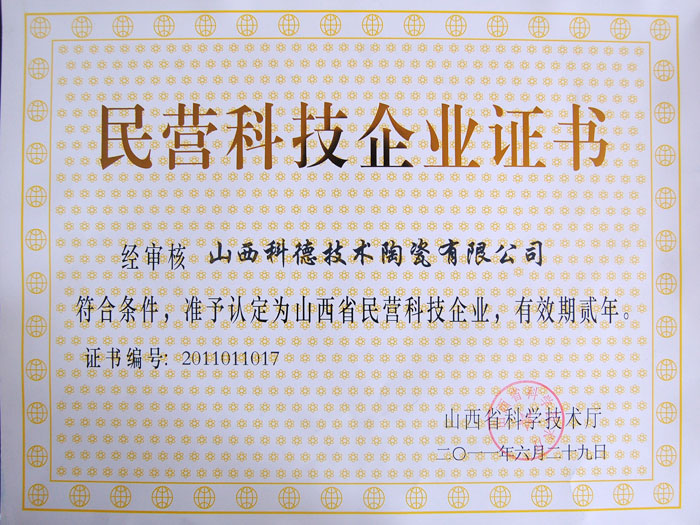 民营科技企业证书
经审核 山西科德技术陶瓷有限公司
符合条件，准予认定为山西省民营科技企业，有效期贰年。
证书编号: 2011011017
山西省科学技术厅
二〇一一年六月二十九日